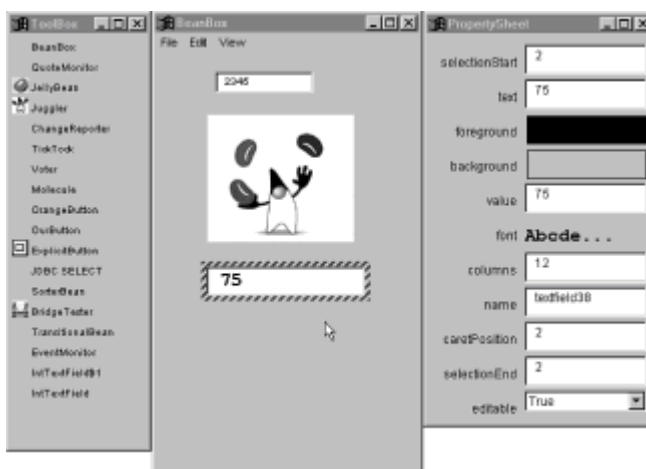 ToolBox
BeanBox
QuoteMonitor
JellyBean
Juggler
ChangeReporter
TickTock
Voter
Molecule
OrangeButton
OurButton
ExplicitButton
JDBC SELECT
SorterBean
BridgeTester
TransitionalBean
EventMonitor
IntTextField$1
IntTextField
BeanBox
File Edit View
2345
75
PropertySheet
selectionStart 2
text 75
foreground
background
value 75
font Abcde...
columns 12
name textfield38
caretPosition 2
selectionEnd 2
editable True